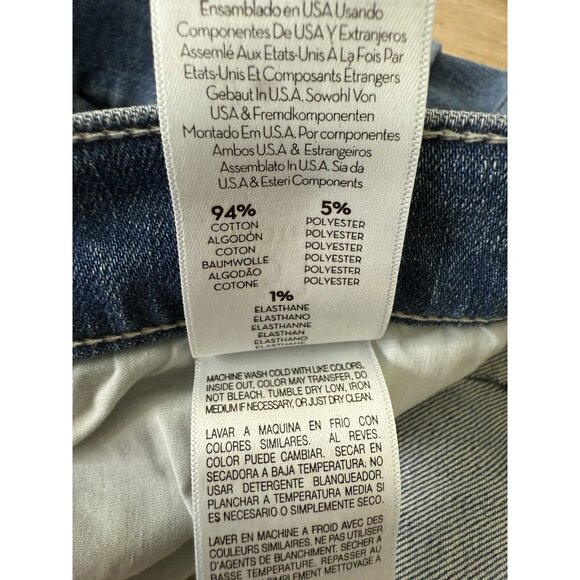 Ensamblado en USA Usando
Componentes De USA Y Extranjeros
Assemlé Aux Etats-Unis A La Fois Par
Etats-Unis Et Composants Étrangers
Gebaut In U.S.A. Sowohl Von
USA & Fremdkomponenten
Montado Em U.S.A. Por componentes
Ambos U.S.A & Estrangeiros
Assemblato In U.S.A. Sia da
U.S.A & Esteri Components
94%
COTTON
ALGODÓN
COTON
BAUMWOLLE
ALGODÃO
COTONE
5%
POLYESTER
POLYESTER
POLYESTER
POLYESTER
POLYESTER
POLYESTER
1%
ELASTHANE
ELASTHANO
ELASTHANNE
ELASTHAN
ELASTHANO
MACHINE WASH COLD WITH LIKE COLORS,
INSIDE OUT, COLOR MAY TRANSFER, DO
NOT BLEACH. TUMBLE DRY LOW, IRON
MEDIUM IF NECESSARY, OR JUST DRY CLEAN.
LAVAR A MAQUINA EN FRIO CON
COLORES SIMILARES. AL REVES.
COLOR PUEDE CAMBIAR. SECAR EN
SECADORA A BAJA TEMPERATURA: NO
USAR DETERGENTE BLANQUEADOR.
PLANCHAR A TEMPERATURA MEDIA SI
ES NECESARIO O SIMPLEMENTE SECO.
LAVER EN MACHINE A FROID AVEC DES
COULEURS SIMILAIRES. NE PAS UTILISER
D'AGENTS DE BLANCHIMENT. SECHER A
BASSE TEMPERATURE, REPASSER AU